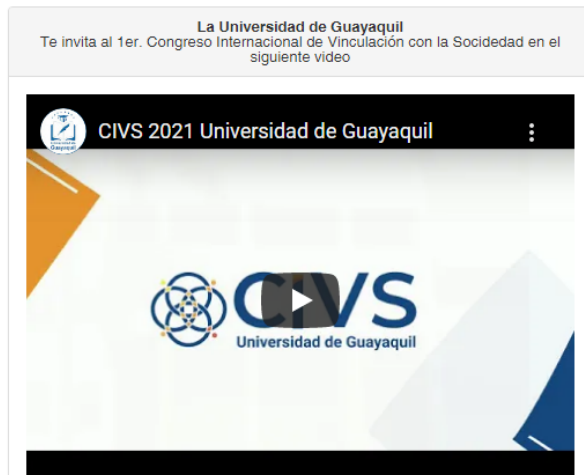 La Universidad de Guayaquil
Te invita al 1er. Congreso Internacional de Vinculación con la Socidedad en el
siguiente video
CIVS 2021 Universidad de Guayaquil
CIVS
Universidad de Guayaquil